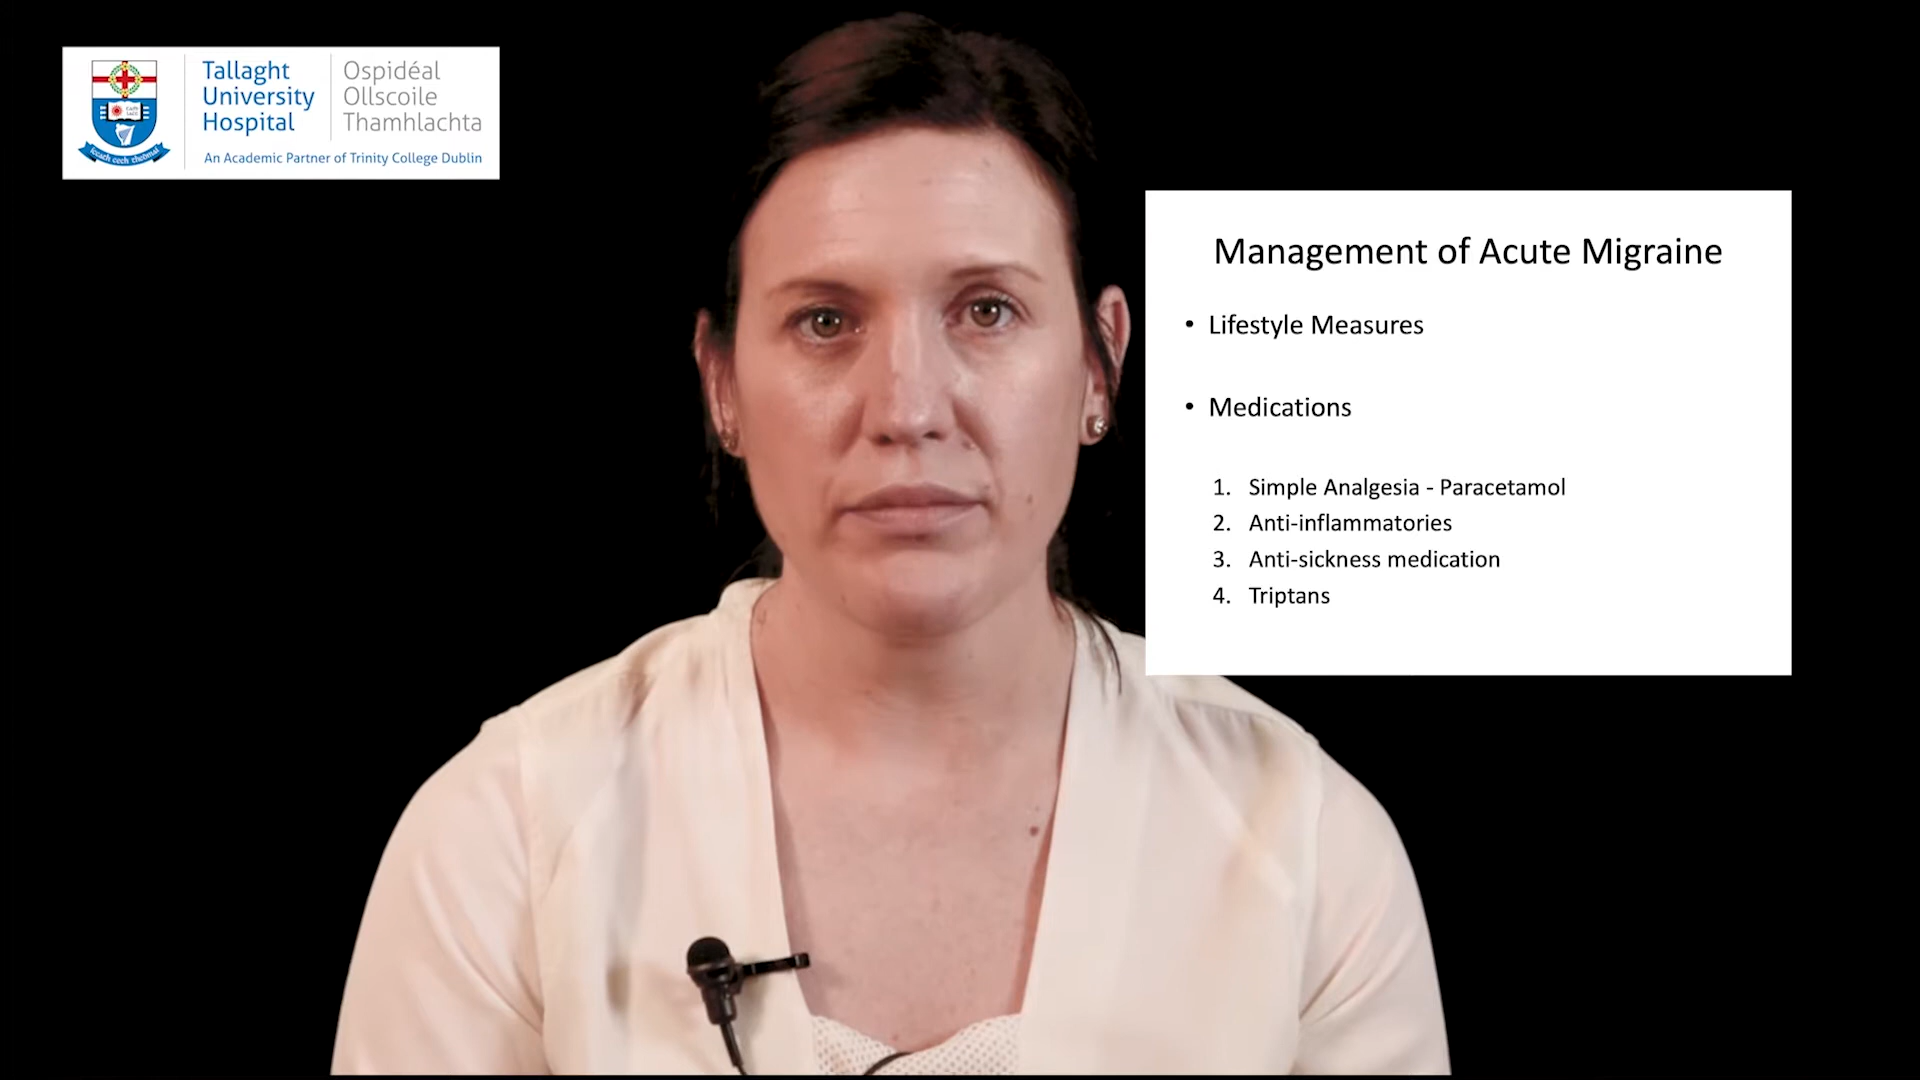 Tallaght
University
Hospital
Ospidéal
Ollscoile
Thamhlachta
An Academic Partner of Trinity College Dublin
Management of Acute Migraine
• Lifestyle Measures
• Medications
1. Simple Analgesia - Paracetamol
2. Anti-inflammatories
3. Anti-sickness medication
4. Triptans